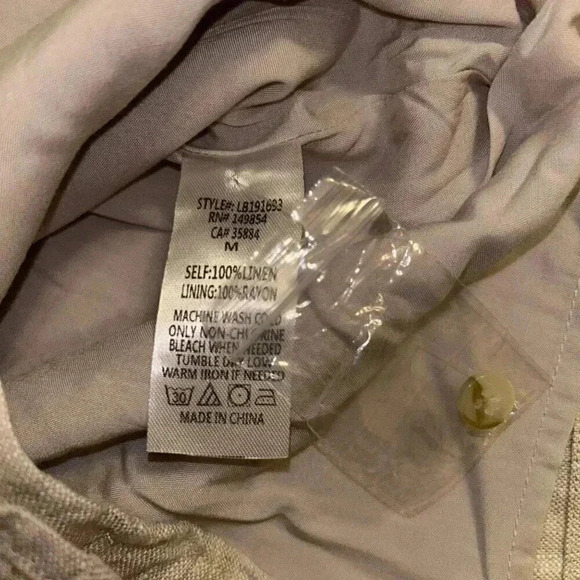 STYLE#: LB191693
RN# 149854
CA# 35884
M
SELF:100%LINEN
LINING:100%RAYON
MACHINE WASH COLD
ONLY NON-CHLORINE
BLEACH WHEN NEEDED
TUMBLE DRY LOW
WARM IRON IF NEEDED
30
MADE IN CHINA